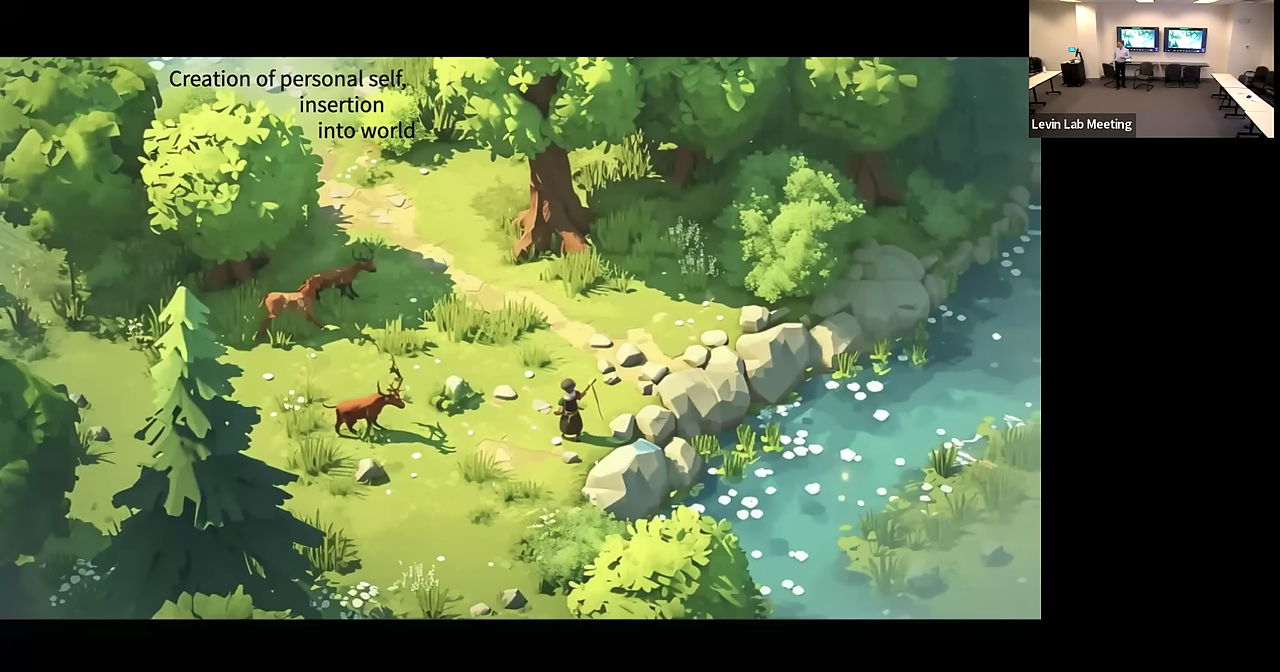 Creation of personal self,
insertion
into world
Levin Lab Meeting